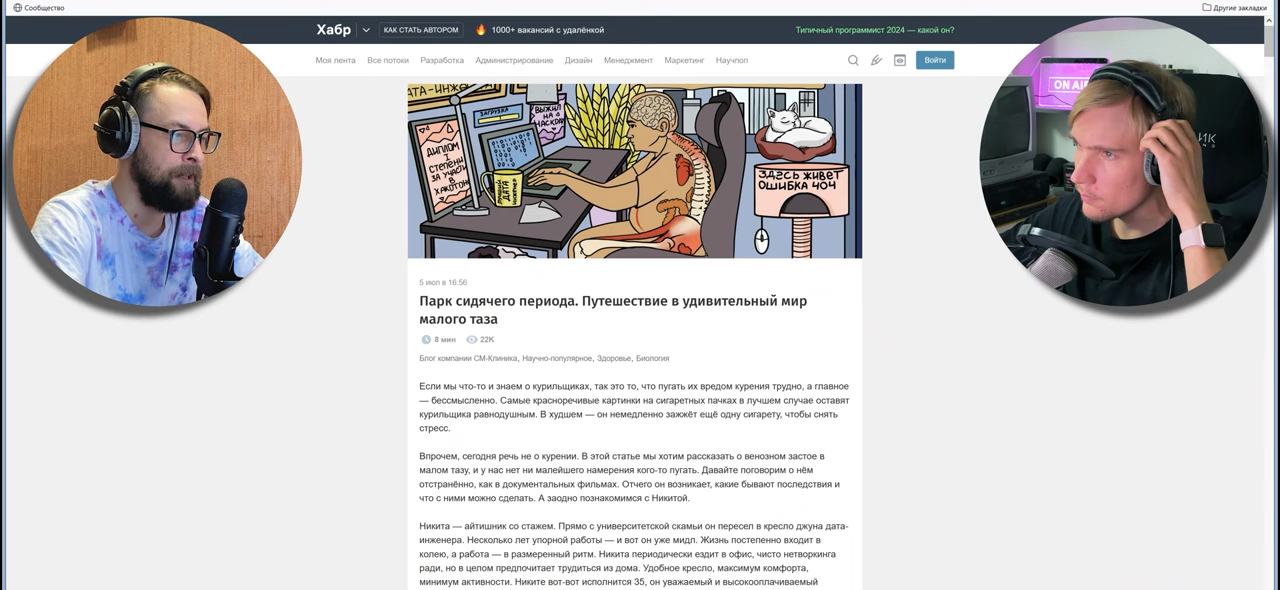 Сообщество
Другие закладки
Хабр
КАК СТАТЬ АВТОРОМ
1000+ вакансий с удалёнкой
Типичный программист 2024 — какой он?
Моя лента Все потоки Разработка Администрирование Дизайн Менеджмент Маркетинг Научпоп
Войти
ON AIR
АТА-ИНЖЕ
ЗАГРУЗКА
ВЫЖИЛ
НА
ДИПЛОМ
I
СТЕПЕНИ
ЗА УЧАСТ
В
ХАКАТОН
ЛУЧШИЙ
ДАТА
ИНЖЕНЕР
ЗДЕСЬ ЖИВЕТ
ОШИБКА 404
5 июл в 16:56
Парк сидячего периода. Путешествие в удивительный мир
малого таза
8 мин 22K
Блог компании СМ-Клиника, Научно-популярное, Здоровье, Биология
Если мы что-то и знаем о курильщиках, так это то, что пугать их вредом курения трудно, а главное
— бессмысленно. Самые красноречивые картинки на сигаретных пачках в лучшем случае оставят
курильщика равнодушным. В худшем — он немедленно зажжёт ещё одну сигарету, чтобы снять
стресс.
Впрочем, сегодня речь не о курении. В этой статье мы хотим рассказать о венозном застое в
малом тазу, и у нас нет ни малейшего намерения кого-то пугать. Давайте поговорим о нём
отстранённо, как в документальных фильмах. Отчего он возникает, какие бывают последствия и
что с ними можно сделать. А заодно познакомимся с Никитой.
Никита — айтишник со стажем. Прямо с университетской скамьи он пересел в кресло джуна дата-
инженера. Несколько лет упорной работы — и вот он уже мидл. Жизнь постепенно входит в
колею, а работа — в размеренный ритм. Никита периодически ездит в офис, чисто нетворкинга
ради, но в целом предпочитает трудиться из дома. Удобное кресло, максимум комфорта,
минимум активности. Никите вот-вот исполнится 35, он уважаемый и высокооплачиваемый